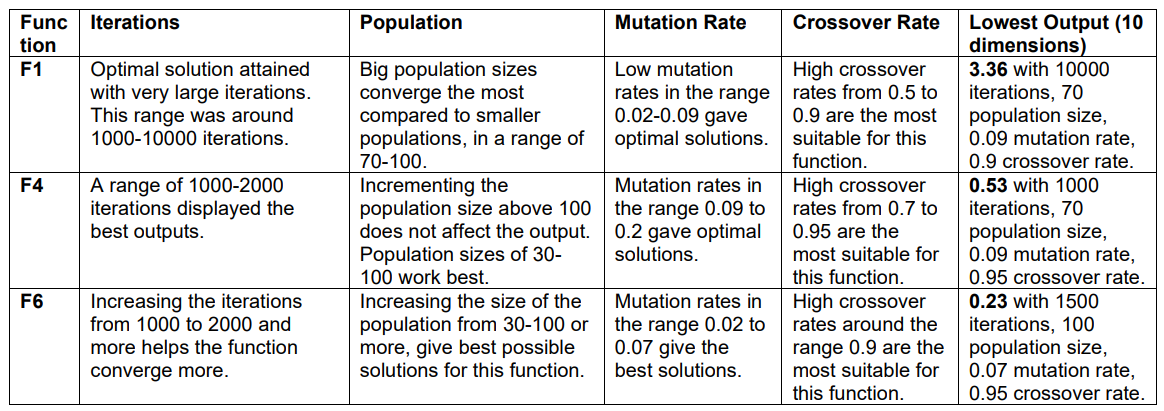 Func
tion
Iterations
Population
Mutation Rate
Crossover Rate
Lowest Output (10
dimensions)
F1
Optimal solution attained
with very large iterations.
This range was around
1000-10000 iterations.
Big population sizes
converge the most
compared to smaller
populations, in a range of
70-100.
Low mutation
rates in the range
0.02-0.09 gave
optimal solutions.
High crossover
rates from 0.5 to
0.9 are the most
suitable for this
function.
3.36 with 10000
iterations, 70
population size,
0.09 mutation rate,
0.9 crossover rate.
F4
A range of 1000-2000
iterations displayed the
best outputs.
Incrementing the
population size above 100
does not affect the output.
Population sizes of 30-
100 work best.
Mutation rates in
the range 0.09 to
0.2 gave optimal
solutions.
High crossover
rates from 0.7 to
0.95 are the
most suitable for
this function.
0.53 with 1000
iterations, 70
population size,
0.09 mutation rate,
0.95 crossover rate.
F6
Increasing the iterations
from 1000 to 2000 and
more helps the function
converge more.
Increasing the size of the
population from 30-100 or
more, give best possible
solutions for this function.
Mutation rates in
the range 0.02 to
0.07 give the
best solutions.
High crossover
rates around the
range 0.9 are the
most suitable for
this function.
0.23 with 1500
iterations, 100
population size,
0.07 mutation rate,
0.95 crossover rate.